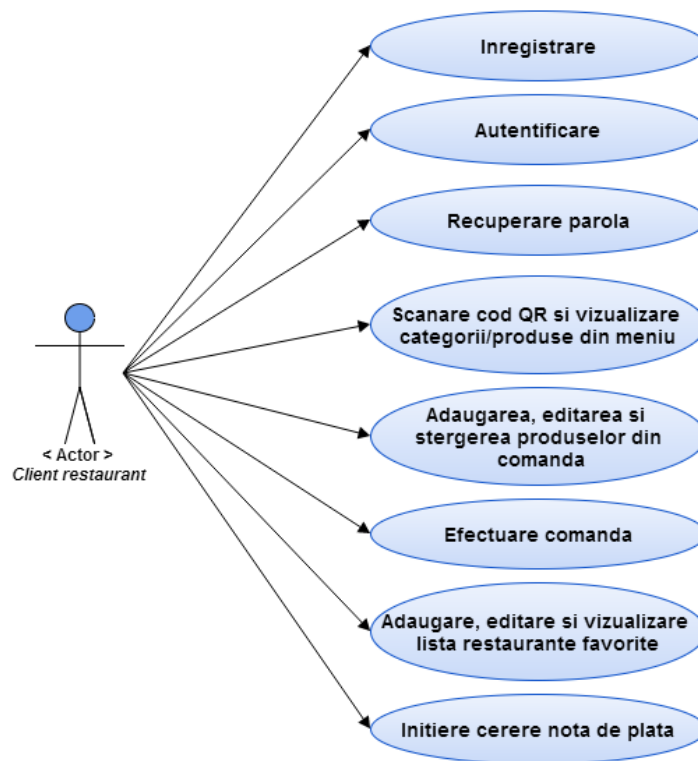 Inregistrare
Autentificare
Recuperare parola
Scanare cod QR si vizualizare
categorii/produse din meniu
Adaugarea, editarea si
stergerea produselor din
comanda
< Actor >
Client restaurant
Efectuare comanda
Adaugare, editare si vizualizare
lista restaurante favorite
Initiere cerere nota de plata